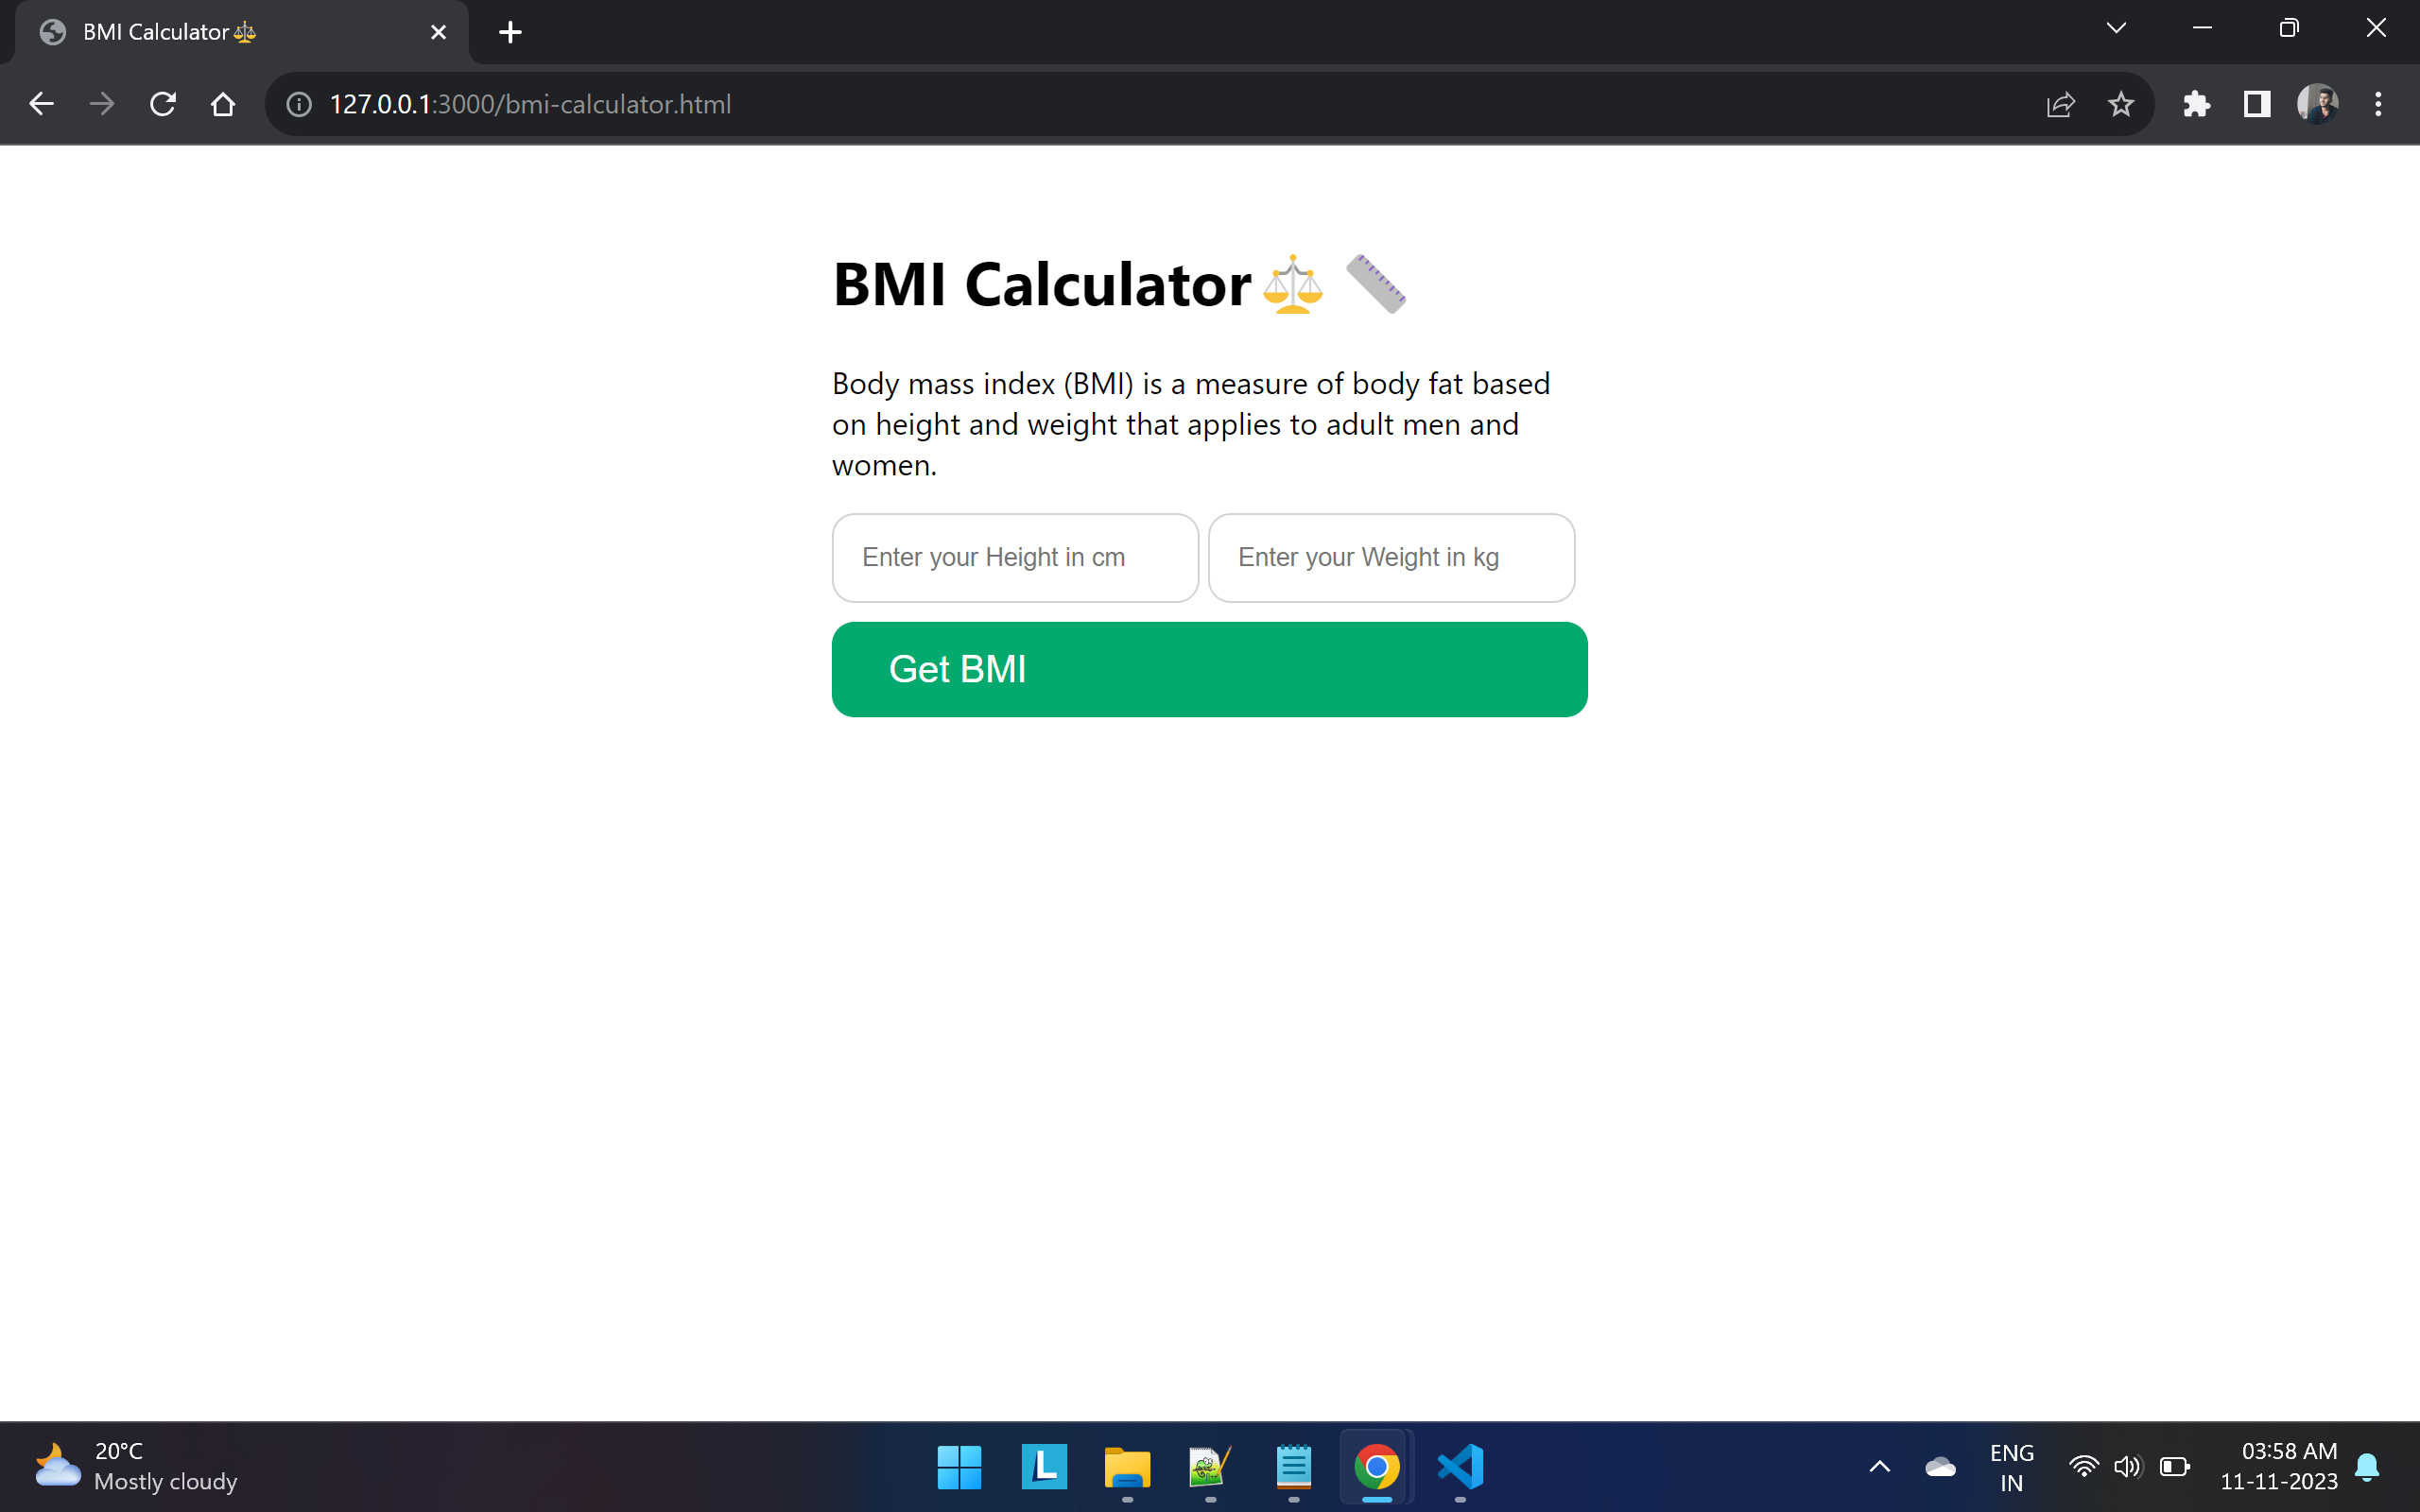 BMI Calculator⚖️
127.0.0.1:3000/bmi-calculator.html
BMI Calculator⚖️ 📏
Body mass index (BMI) is a measure of body fat based
on height and weight that applies to adult men and
women.
Enter your Height in cm
Enter your Weight in kg
Get BMI
20°C
Mostly cloudy
L
ENG
IN
03:58 AM
11-11-2023